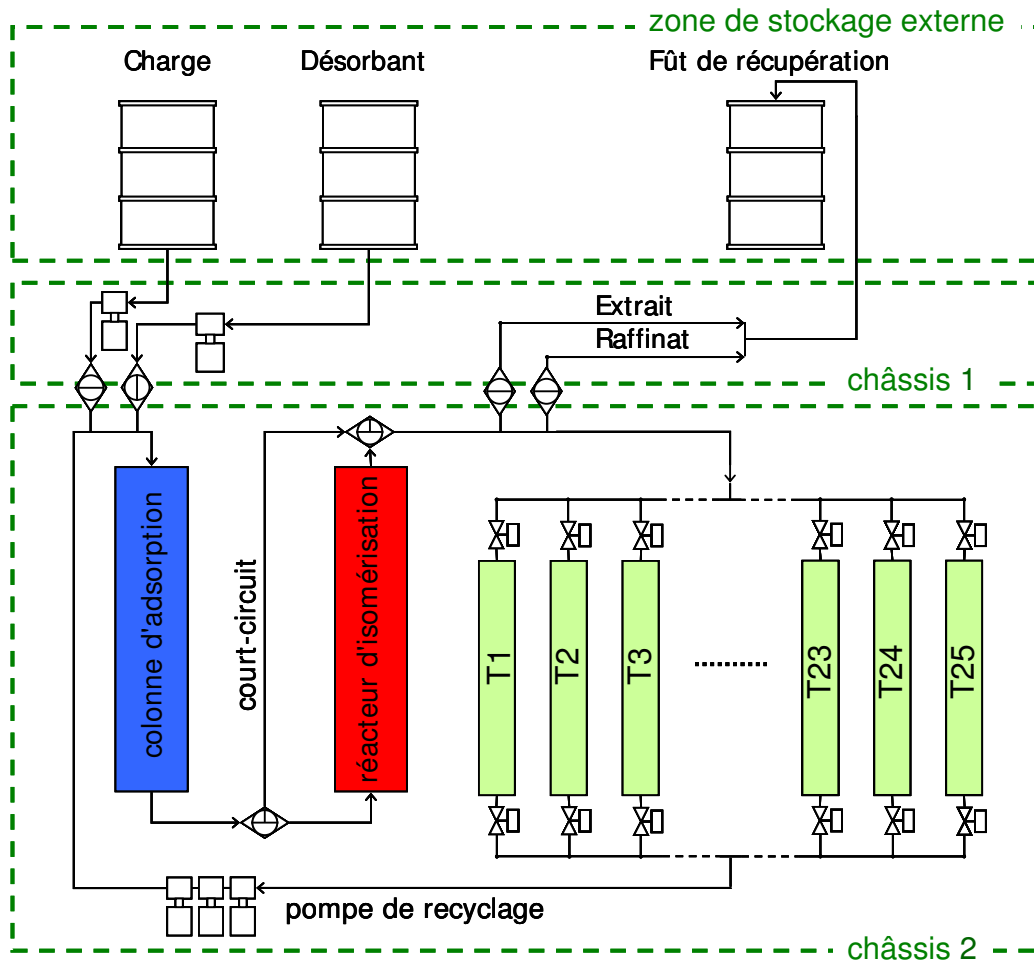 zone de stockage externe
Charge
Désorbant
Fût de récupération
Extrait
Raffinat
châssis 1
colonne d'adsorption
court-circuit
réacteur d'isomérisation
T1
T2
T3
T23
T24
T25
pompe de recyclage
châssis 2